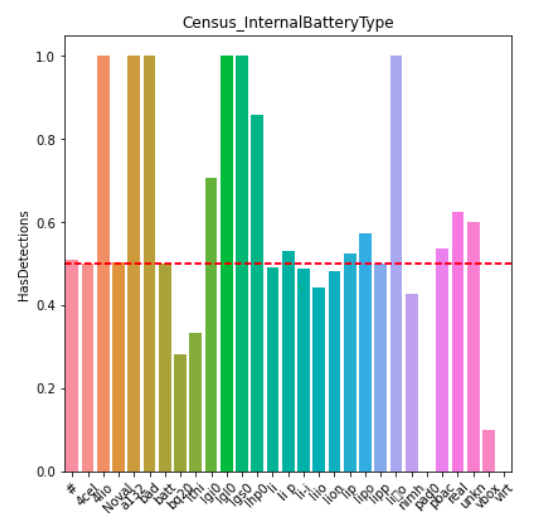 Census_InternalBatteryType
HasDetections
1.0
0.8
0.6
0.4
0.2
0.0
#
4cel
4lio
Noval
a132
bad
batt
bq20
ithi
lgi0
lgl0
lgs0
lhp0
li
li p
li-i
liio
lion
lip
lipo
lipp
nimh
pad0
pbac
real
unkn
vbox
virt